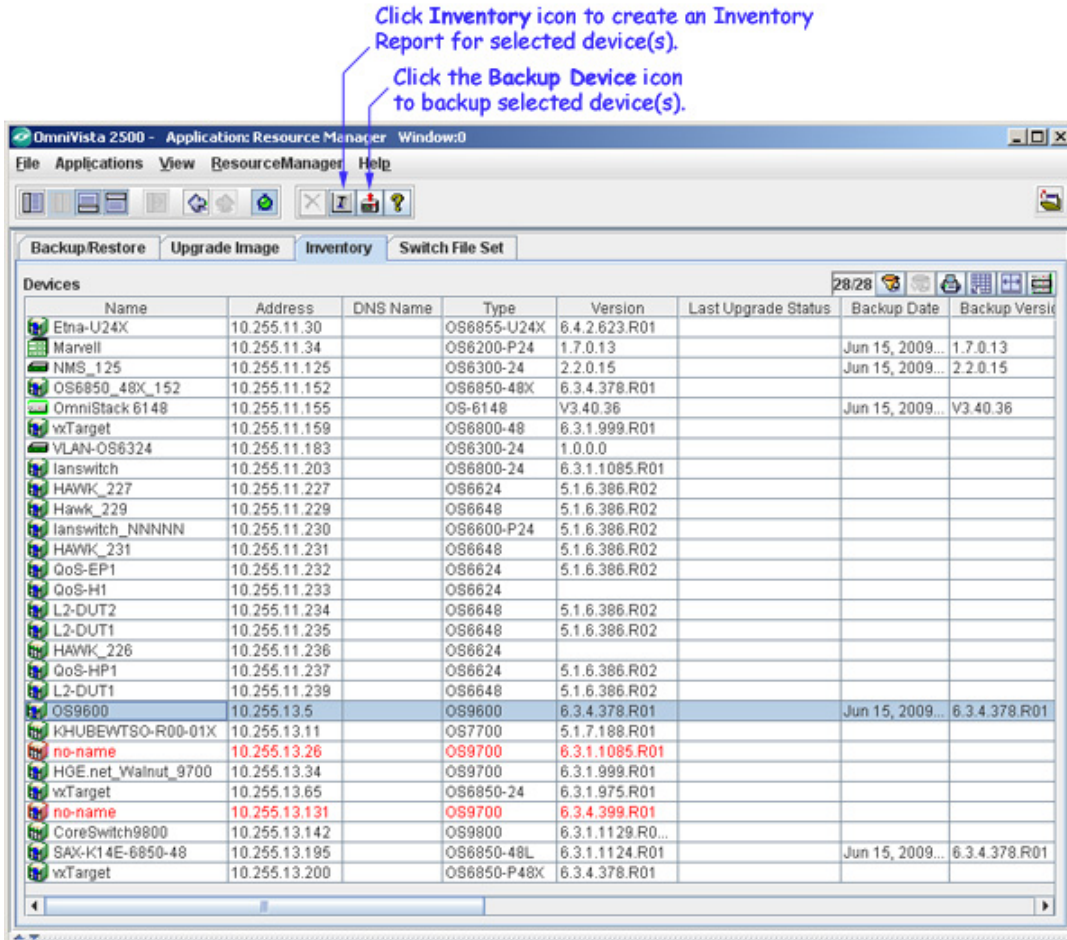 Click Inventory icon to create an Inventory
Report for selected device(s).
Click the Backup Device icon
to backup selected device(s).
OmniVista 2500 - Application: Resource Manager Window:0
File Applications View ResourceManager Help
Backup/Restore Upgrade Image Inventory Switch File Set
Devices 28/28
Name Address DNS Name Type Version Last Upgrade Status Backup Date Backup Versic
Etna-U24X 10.255.11.30 OS6855-U24X 6.4.2.623.R01
Marvell 10.255.11.34 OS6200-P24 1.7.0.13 Jun 15, 2009... 1.7.0.13
NMS_125 10.255.11.125 OS6300-24 2.2.0.15 Jun 15, 2009... 2.2.0.15
OS6850_48X_152 10.255.11.152 OS6850-48X 6.3.4.378.R01
OmniStack 6148 10.255.11.155 OS-6148 V3.40.36 Jun 15, 2009... V3.40.36
vxTarget 10.255.11.159 OS6800-48 6.3.1.999.R01
VLAN-OS6324 10.255.11.183 OS6300-24 1.0.0.0
lanswitch 10.255.11.203 OS6800-24 6.3.1.1085.R01
HAWK_227 10.255.11.227 OS6624 5.1.6.386.R02
Hawk_229 10.255.11.229 OS6648 5.1.6.386.R02
lanswitch_NNNNN 10.255.11.230 OS6600-P24 5.1.6.386.R02
HAWK_231 10.255.11.231 OS6648 5.1.6.386.R02
QoS-EP1 10.255.11.232 OS6624 5.1.6.386.R02
QoS-H1 10.255.11.233 OS6624
L2-DUT2 10.255.11.234 OS6648 5.1.6.386.R02
L2-DUT1 10.255.11.235 OS6648 5.1.6.386.R02
HAWK_226 10.255.11.236 OS6624
QoS-HP1 10.255.11.237 OS6624 5.1.6.386.R02
L2-DUT1 10.255.11.239 OS6648 5.1.6.386.R02
OS9600 10.255.13.5 OS9600 6.3.4.378.R01 Jun 15, 2009... 6.3.4.378.R01
KHUBEWTSO-R00-01X 10.255.13.11 OS7700 5.1.7.188.R01
no-name 10.255.13.26 OS9700 6.3.1.1085.R01
HGE.net_Walnut_9700 10.255.13.34 OS9700 6.3.1.999.R01
vxTarget 10.255.13.65 OS6850-24 6.3.1.975.R01
no-name 10.255.13.131 OS9700 6.3.4.399.R01
CoreSwitch9800 10.255.13.142 OS9800 6.3.1.1129.R0...
SAX-K14E-6850-48 10.255.13.195 OS6850-48L 6.3.1.1124.R01 Jun 15, 2009... 6.3.4.378.R01
vxTarget 10.255.13.200 OS6850-P48X 6.3.4.378.R01